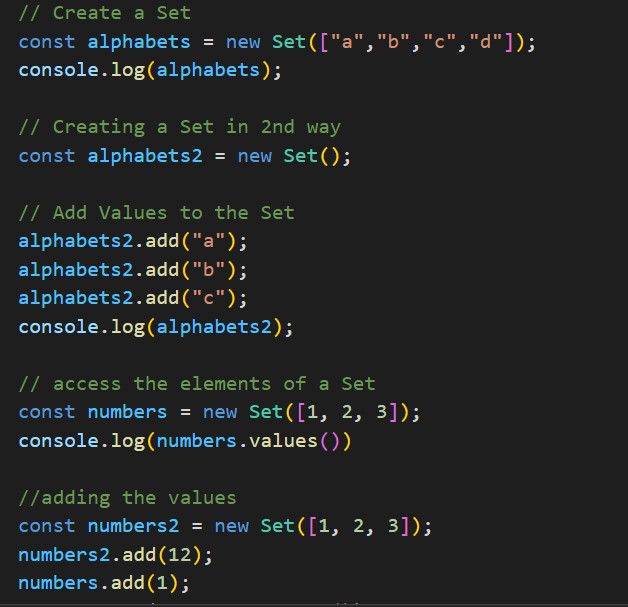 // Create a Set
const alphabets = new Set(["a","b","c","d"]);
console.log(alphabets);
// Creating a Set in 2nd way
const alphabets2 = new Set();
// Add Values to the Set
alphabets2.add("a");
alphabets2.add("b");
alphabets2.add("c");
console.log(alphabets2);
// access the elements of a Set
const numbers = new Set([1, 2, 3]);
console.log(numbers.values())
//adding the values
const numbers2 = new Set([1, 2, 3]);
numbers2.add(12);
numbers.add(1);